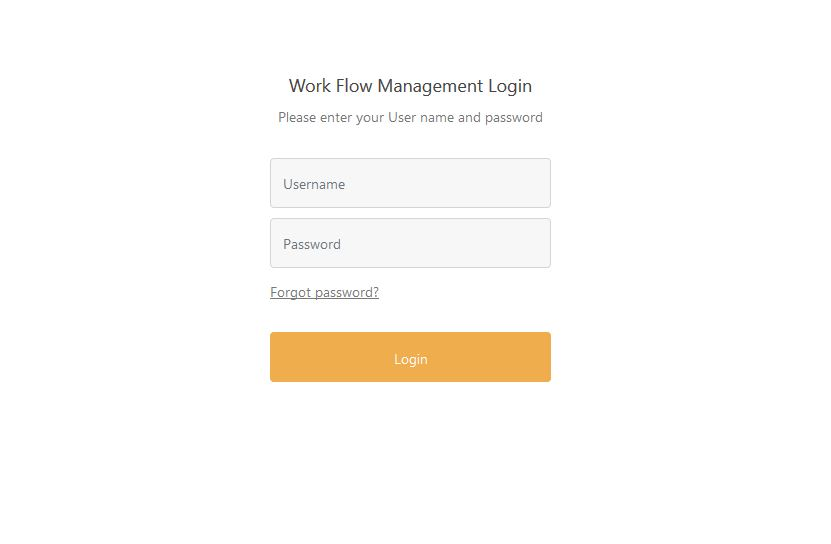 Work Flow Management Login
Please enter your User name and password
Username
Password
Forgot password?
Login